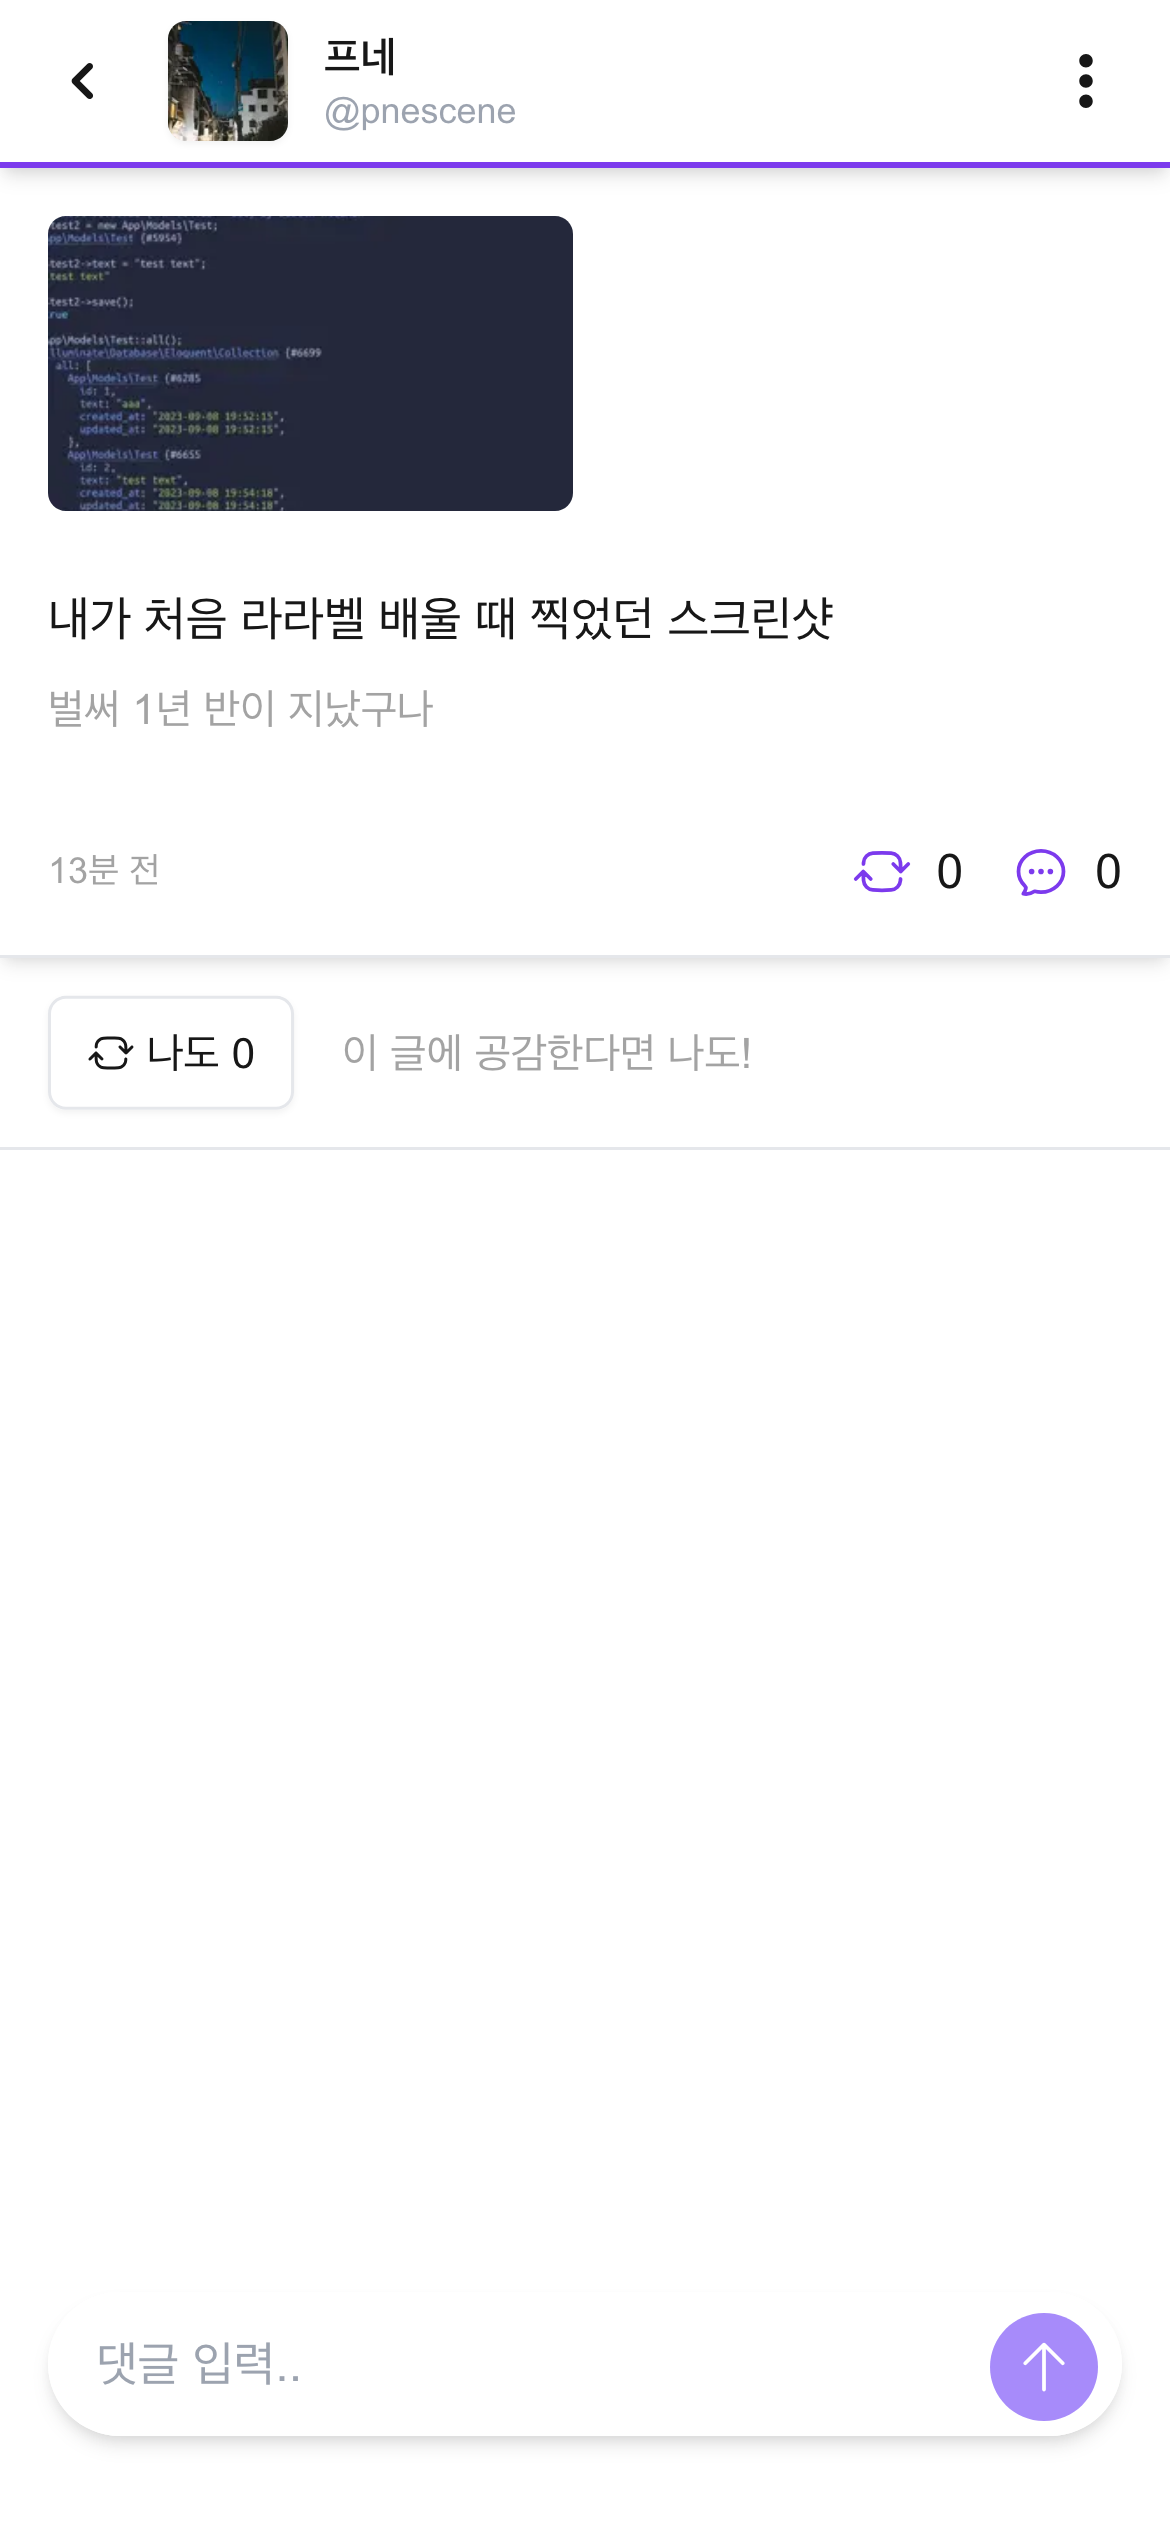 프네
@pnescene
test2 = new App\Models\Test;
pp\Models\Test {#5954}
test2->text = "test text";
test text"
test2->save();
rue
pp\Models\Test::all();
lluminate\Database\Eloquent\Collection {#6699
all: [
App\Models\Test {#6285
id: 1,
text: "aaa",
created_at: "2023-09-08 19:52:15",
updated_at: "2023-09-08 19:52:15",
},
App\Models\Test {#6655
id: 2,
text: "test text",
created_at: "2023-09-08 19:54:18",
updated_at: "2023-09-08 19:54:18",
내가 처음 라라벨 배울 때 찍었던 스크린샷
벌써 1년 반이 지났구나
13분 전 0 0
나도 0 이 글에 공감한다면 나도!
댓글 입력..